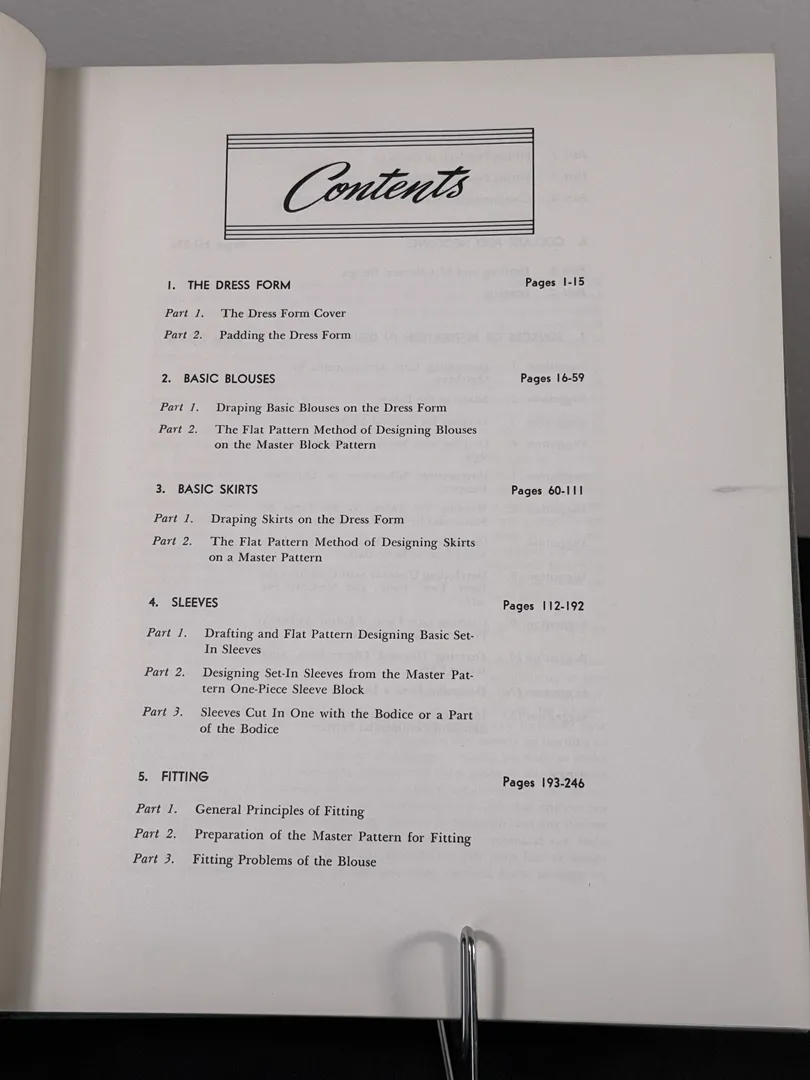 Contents
1. THE DRESS FORM Pages 1-15
Part 1. The Dress Form Cover
Part 2. Padding the Dress Form
2. BASIC BLOUSES Pages 16-59
Part 1. Draping Basic Blouses on the Dress Form
Part 2. The Flat Pattern Method of Designing Blouses
on the Master Block Pattern
3. BASIC SKIRTS Pages 60-111
Part 1. Draping Skirts on the Dress Form
Part 2. The Flat Pattern Method of Designing Skirts
on a Master Pattern
4. SLEEVES Pages 112-192
Part 1. Drafting and Flat Pattern Designing Basic Set-
In Sleeves
Part 2. Designing Set-In Sleeves from the Master Pat-
tern One-Piece Sleeve Block
Part 3. Sleeves Cut In One with the Bodice or a Part
of the Bodice
5. FITTING Pages 193-246
Part 1. General Principles of Fitting
Part 2. Preparation of the Master Pattern for Fitting
Part 3. Fitting Problems of the Blouse